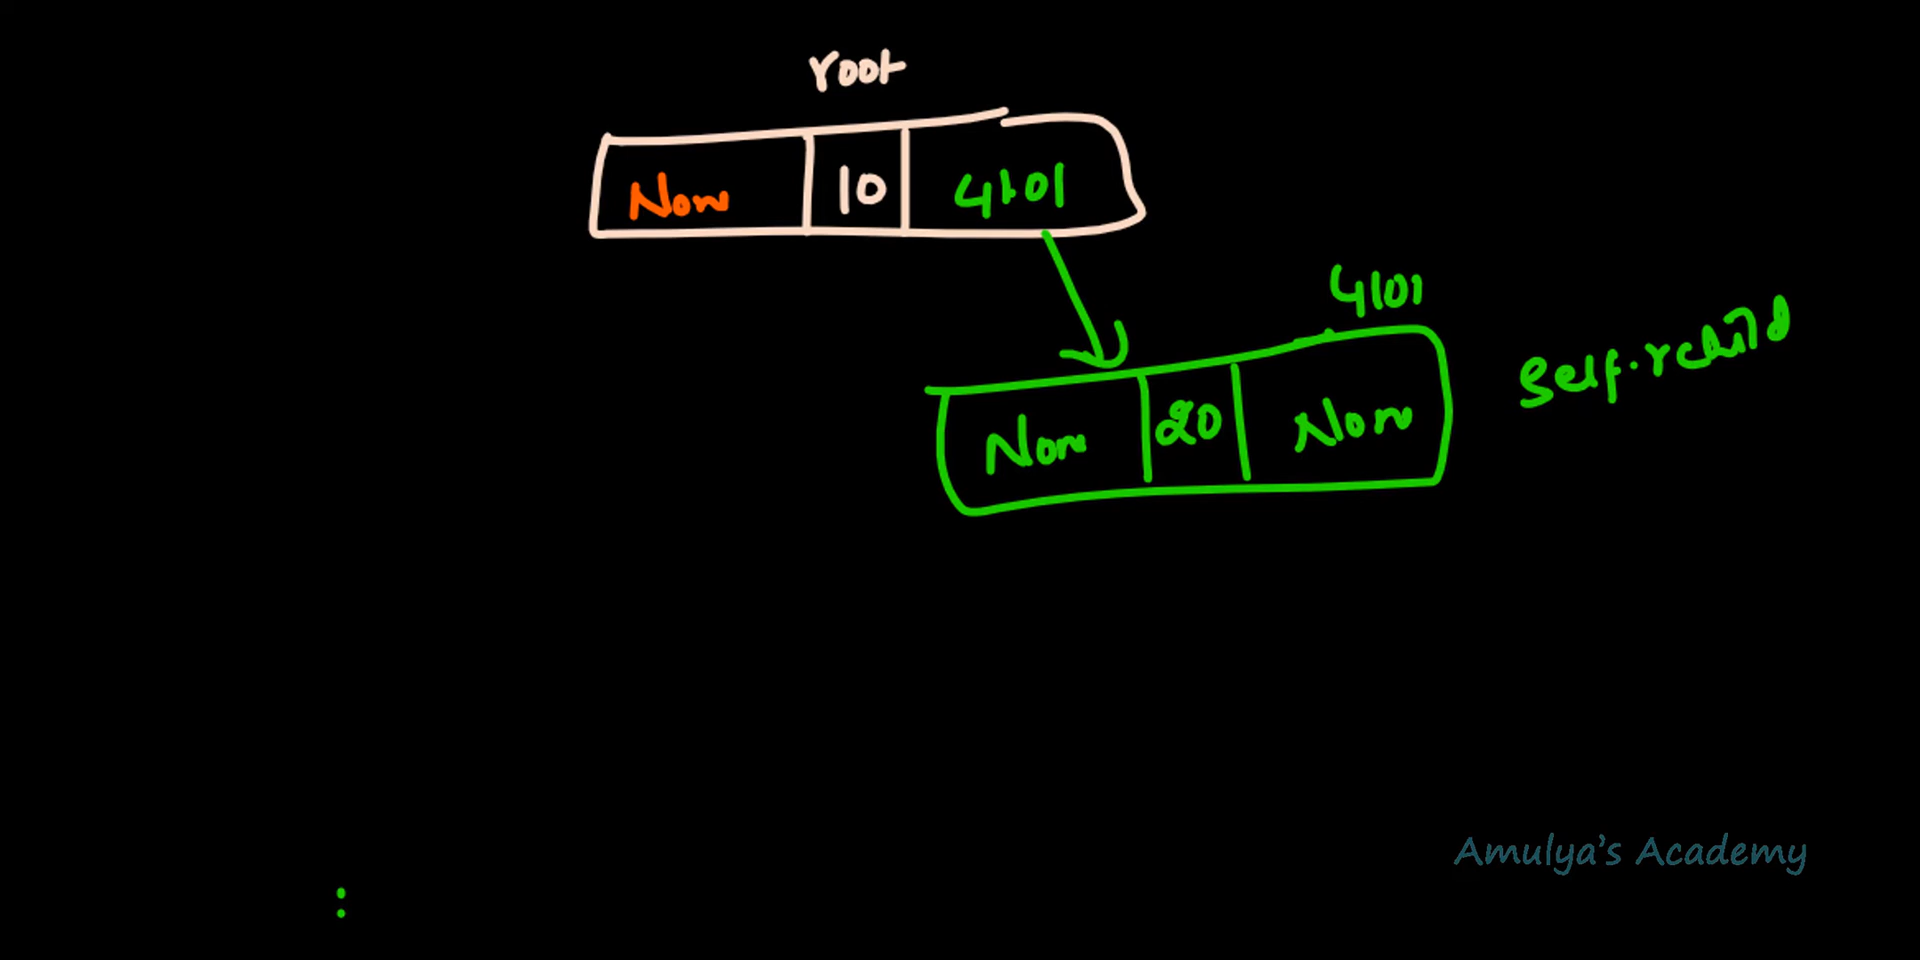 root
None 10 4101
4101
self.rchild
None 20 None
Amulya's Academy
: